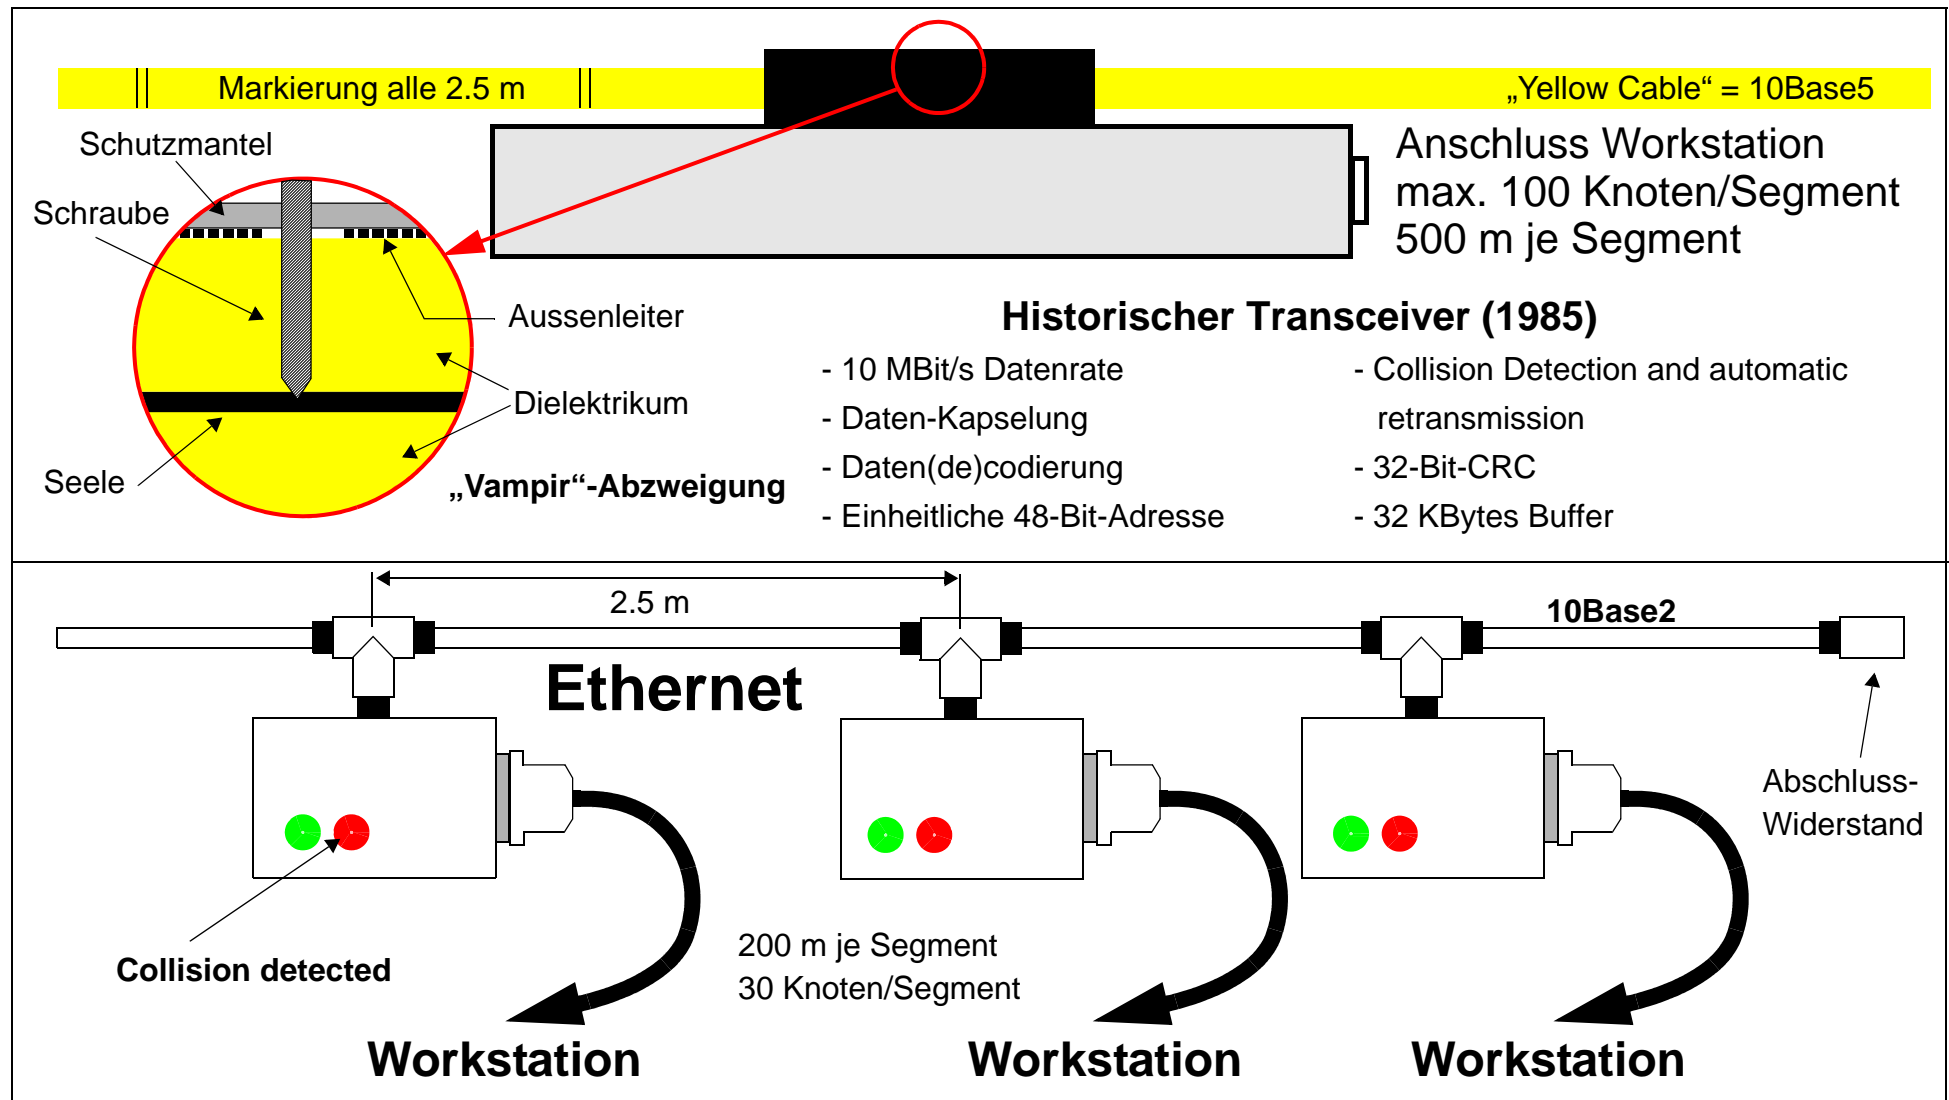 Markierung alle 2.5 m
„Yellow Cable“ = 10Base5
Schutzmantel
Schraube
Aussenleiter
Dielektrikum
Seele
„Vampir“-Abzweigung
Anschluss Workstation
max. 100 Knoten/Segment
500 m je Segment
Historischer Transceiver (1985)
- 10 MBit/s Datenrate
- Daten-Kapselung
- Daten(de)codierung
- Einheitliche 48-Bit-Adresse
- Collision Detection and automatic
retransmission
- 32-Bit-CRC
- 32 KBytes Buffer
2.5 m
10Base2
Ethernet
Abschluss-
Widerstand
Collision detected
200 m je Segment
30 Knoten/Segment
Workstation
Workstation
Workstation